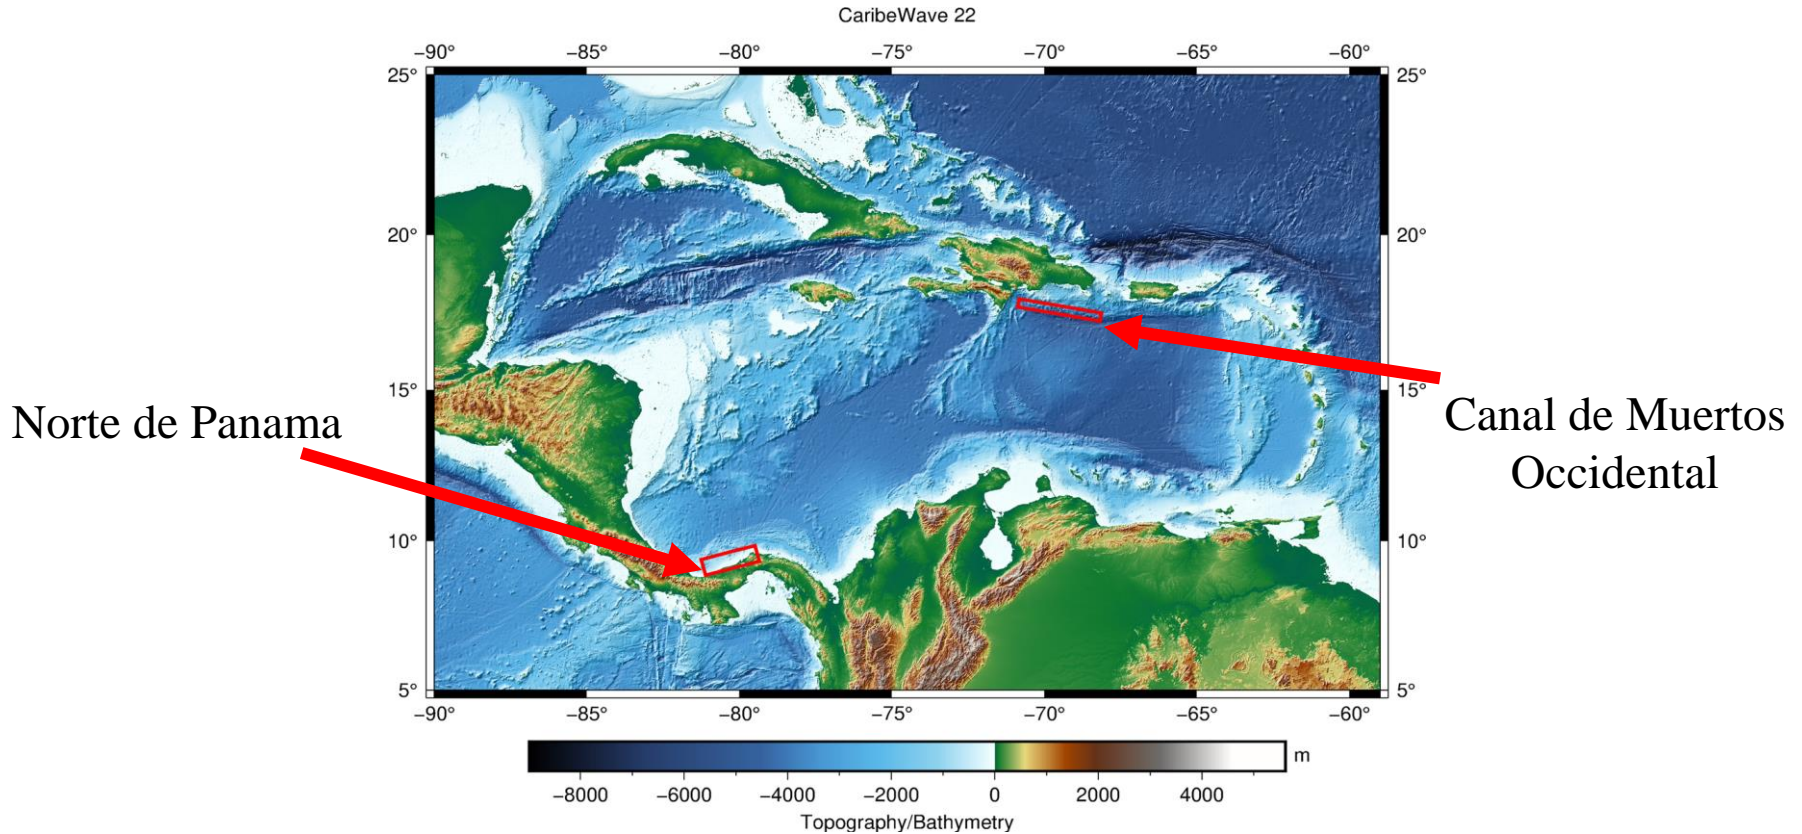 CaribeWave 22
−90° −85° −80° −75° −70° −65° −60°
25° 25°
20° 20°
15° 15°
Norte de Panama
Canal de Muertos
Occidental
10° 10°
5° 5°
−90° −85° −80° −75° −70° −65° −60°
m
−8000 −6000 −4000 −2000 0 2000 4000
Topography/Bathymetry